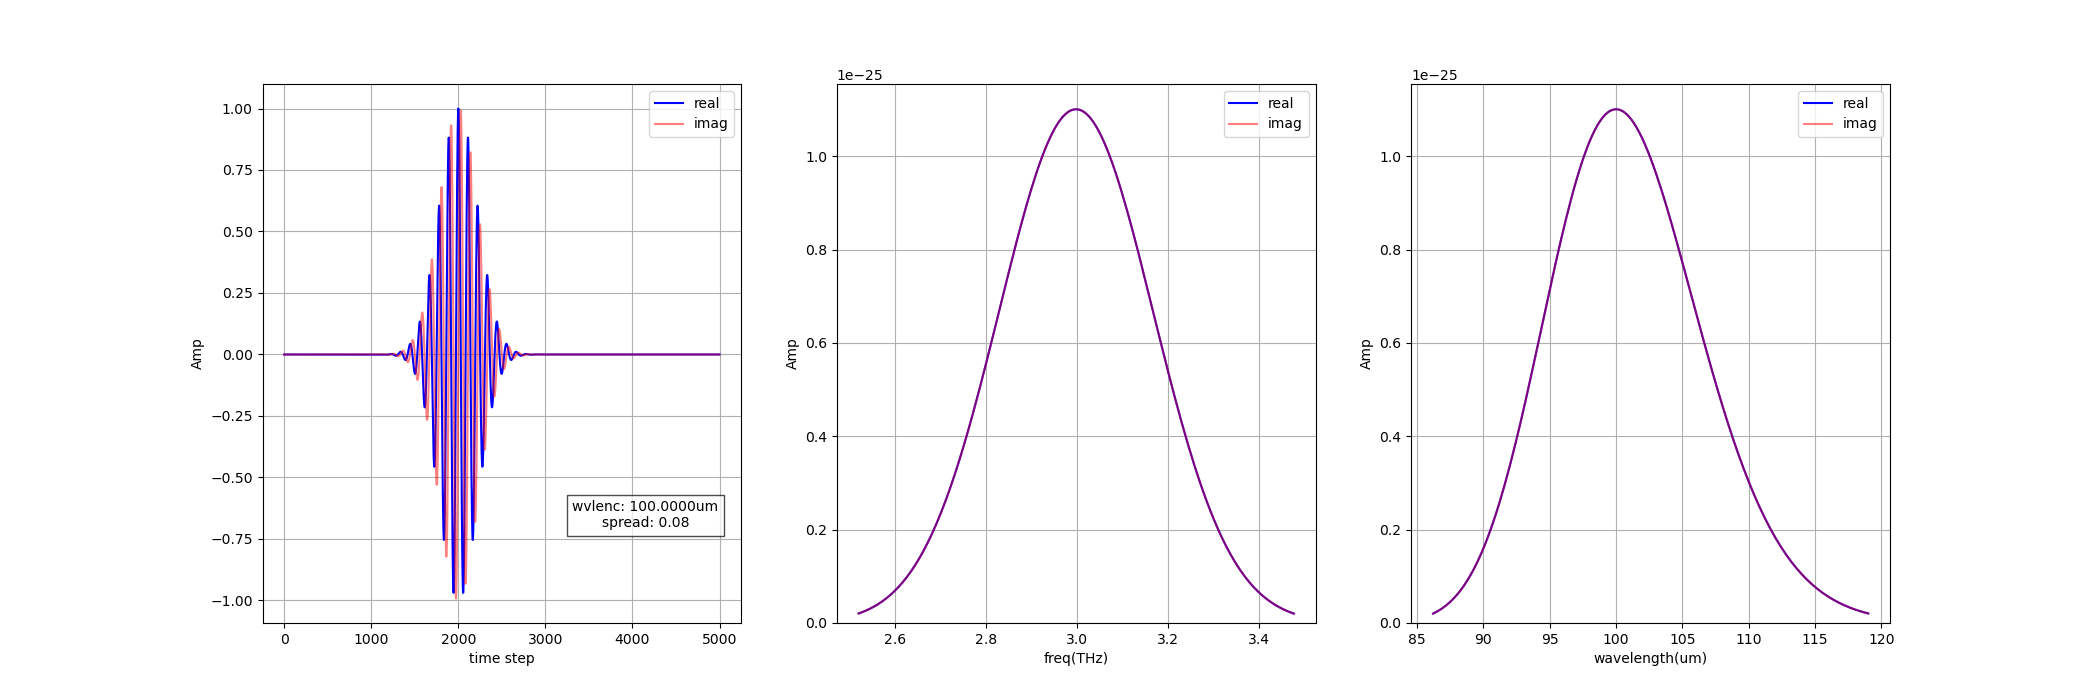 1e−25
1e−25
real
imag
real
imag
real
imag
1.00
0.75
0.50
0.25
0.00
−0.25
−0.50
−0.75
−1.00
Amp
wvlenc: 100.0000um
spread: 0.08
0
1000
2000
3000
4000
5000
time step
1.0
0.8
0.6
0.4
0.2
0.0
Amp
2.6
2.8
3.0
3.2
3.4
freq(THz)
1.0
0.8
0.6
0.4
0.2
0.0
Amp
85
90
95
100
105
110
115
120
wavelength(um)